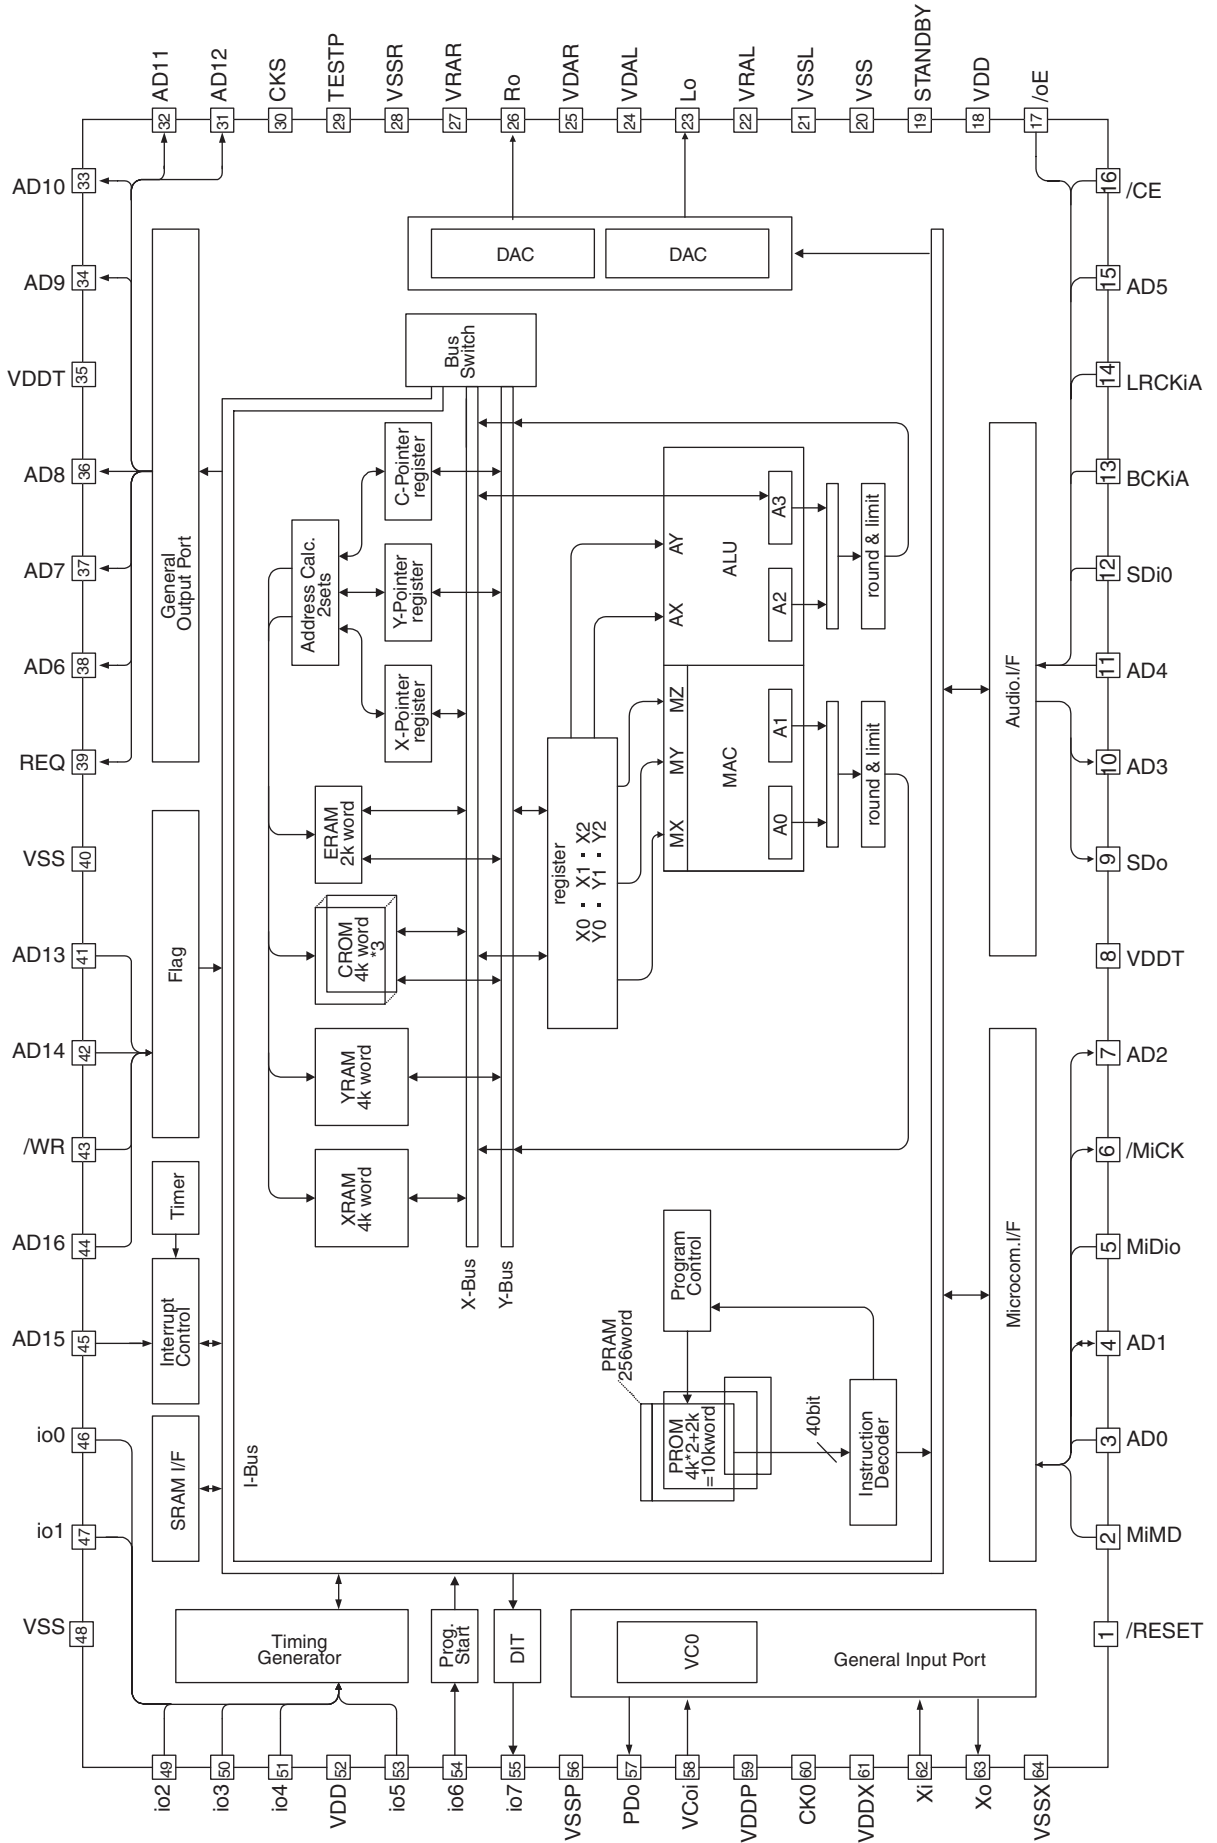 AD11
32
AD12
31
CKS
30
TESTP
29
VSSR
28
VRAR
27
Ro
26
VDAR
25
VDAL
24
Lo
23
VRAL
22
VSSL
21
VSS
20
STANDBY
19
VDD
18
/oE
17
AD10
33
AD9
34
VDDT
35
AD8
36
AD7
37
AD6
38
REQ
39
VSS
40
AD13
41
AD14
42
/WR
43
AD16
44
AD15
45
io0
46
io1
47
VSS
48
16
/CE
15
AD5
14
LRCKiA
13
BCKiA
12
SDi0
11
AD4
10
AD3
9
SDo
8
VDDT
7
AD2
6
/MiCK
5
MiDio
4
AD1
3
AD0
2
MiMD
1
/RESET
General
Output Port
Flag
Timer
Interrupt
Control
SRAM I/F
I-Bus
DAC
DAC
Bus
Switch
Address Calc.
2sets
C-Pointer
register
Y-Pointer
register
X-Pointer
register
ERAM
2k word
CROM
4k word
*3
YRAM
4k word
XRAM
4k word
X-Bus
Y-Bus
register
X0 · X1 · X2
Y0 · Y1 · Y2
MX
MY
MZ
AX
AY
MAC
ALU
A0
A1
A2
A3
round & limit
round & limit
Program
Control
PRAM
256word
PROM
4k*2+2k
=10kword
40bit
Instruction
Decoder
Audio.I/F
Microcom.I/F
Timing
Generator
Prog.
Start
DIT
VC0
General Input Port
49
io2
50
io3
51
io4
52
VDD
53
io5
54
io6
55
io7
56
VSSP
57
PDo
58
VCoi
59
VDDP
60
CK0
61
VDDX
62
Xi
63
Xo
64
VSSX